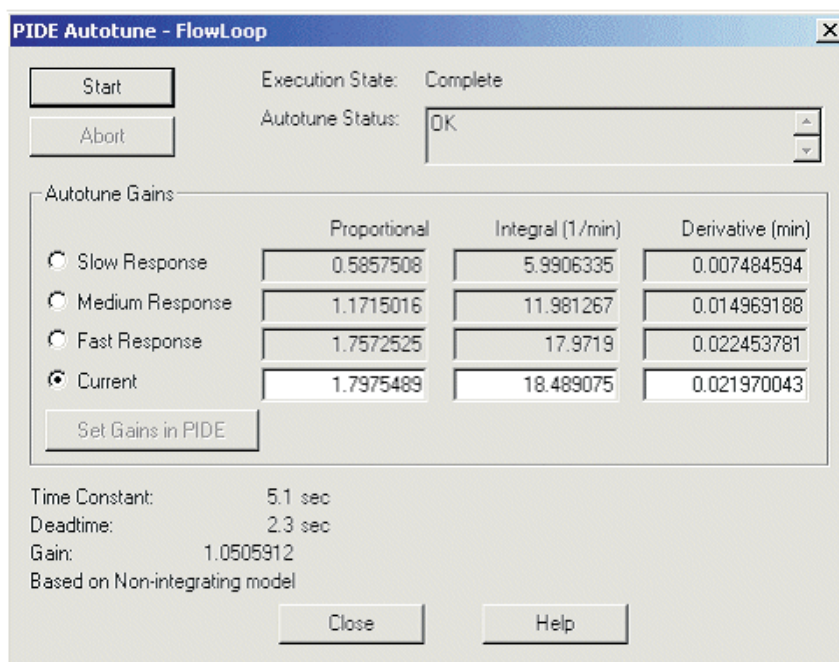 PIDE Autotune - FlowLoop
Start
Execution State: Complete
Abort
Autotune Status: OK
Autotune Gains
Proportional Integral (1/min) Derivative (min)
Slow Response 0.5857508 5.9906335 0.007484594
Medium Response 1.1715016 11.981267 0.014969188
Fast Response 1.7572525 17.9719 0.022453781
Current 1.7975489 18.489075 0.021970043
Set Gains in PIDE
Time Constant: 5.1 sec
Deadtime: 2.3 sec
Gain: 1.0505912
Based on Non-integrating model
Close Help